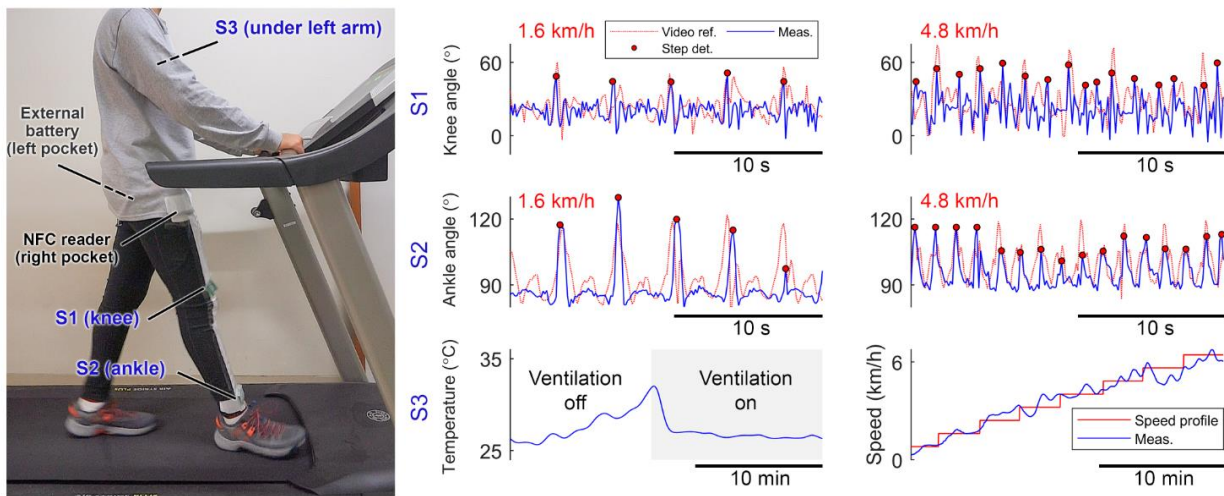 S3 (under left arm)
External
battery
(left pocket)
NFC reader
(right pocket)
S1 (knee)
S2 (ankle)
S1
Knee angle (°)
60
0
1.6 km/h
Video ref.
Meas.
Step det.
10 s
4.8 km/h
60
0
10 s
S2
Ankle angle (°)
120
90
1.6 km/h
10 s
4.8 km/h
120
90
10 s
S3
Temperature (°C)
35
25
Ventilation
off
Ventilation
on
10 min
Speed (km/h)
6
0
Speed profile
Meas.
10 min